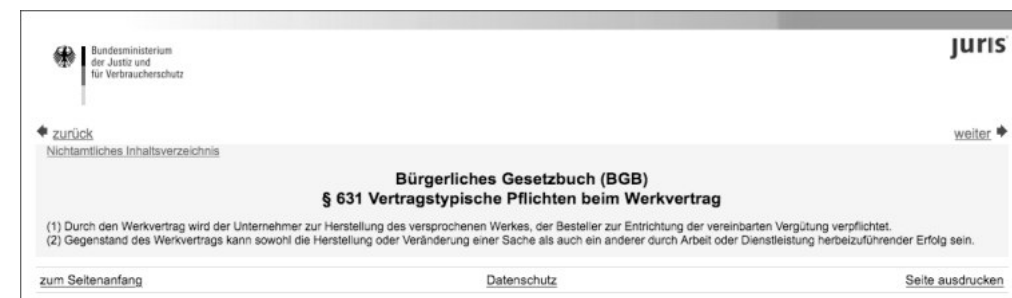 Bundesministerium
der Justiz und
für Verbraucherschutz
juris
zurück
weiter
Nichtamtliches Inhaltsverzeichnis
Bürgerliches Gesetzbuch (BGB)
§ 631 Vertragstypische Pflichten beim Werkvertrag
(1) Durch den Werkvertrag wird der Unternehmer zur Herstellung des versprochenen Werkes, der Besteller zur Entrichtung der vereinbarten Vergütung verpflichtet.
(2) Gegenstand des Werkvertrags kann sowohl die Herstellung oder Veränderung einer Sache als auch ein anderer durch Arbeit oder Dienstleistung herbeizuführender Erfolg sein.
zum Seitenanfang
Datenschutz
Seite ausdrucken